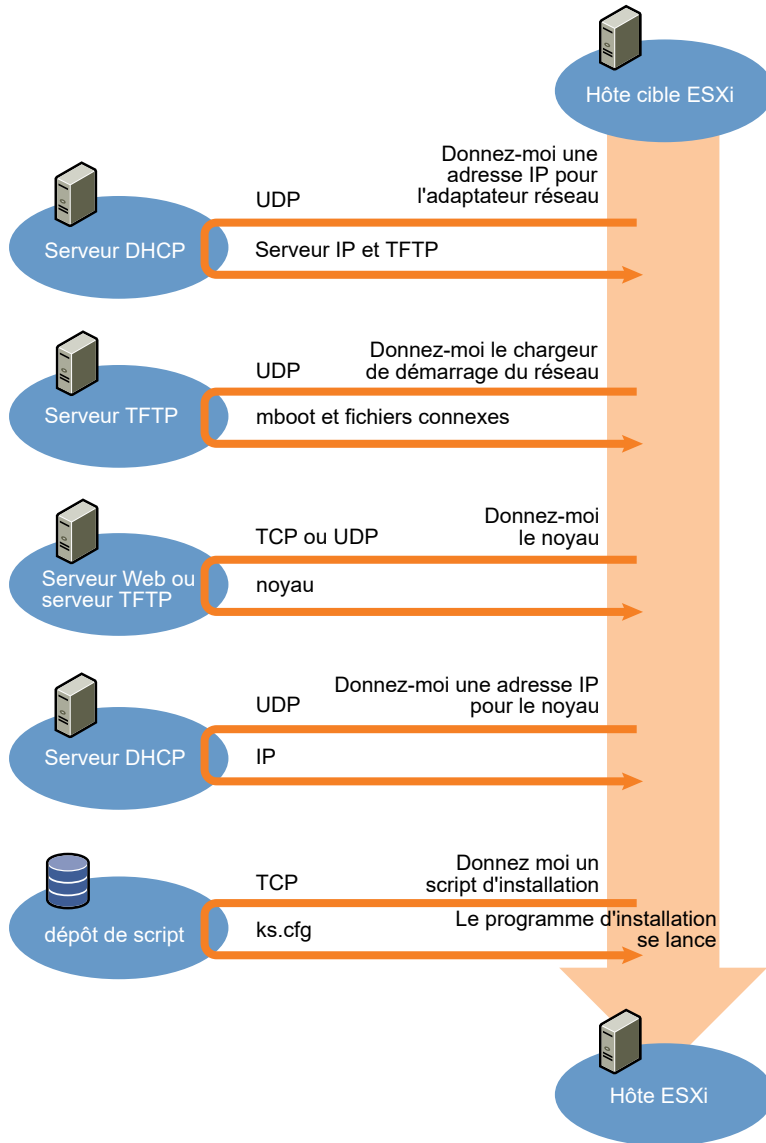 Hôte cible ESXi
Donnez-moi une
adresse IP pour
l'adaptateur réseau
UDP
Serveur DHCP
Serveur IP et TFTP
Donnez-moi le chargeur
de démarrage du réseau
UDP
Serveur TFTP
mboot et fichiers connexes
Donnez-moi
le noyau
TCP ou UDP
Serveur Web ou
serveur TFTP
noyau
Donnez-moi une adresse IP
pour le noyau
UDP
Serveur DHCP
IP
Donnez moi un
script d'installation
TCP
dépôt de script
ks.cfg
Le programme d'installation
se lance
Hôte ESXi